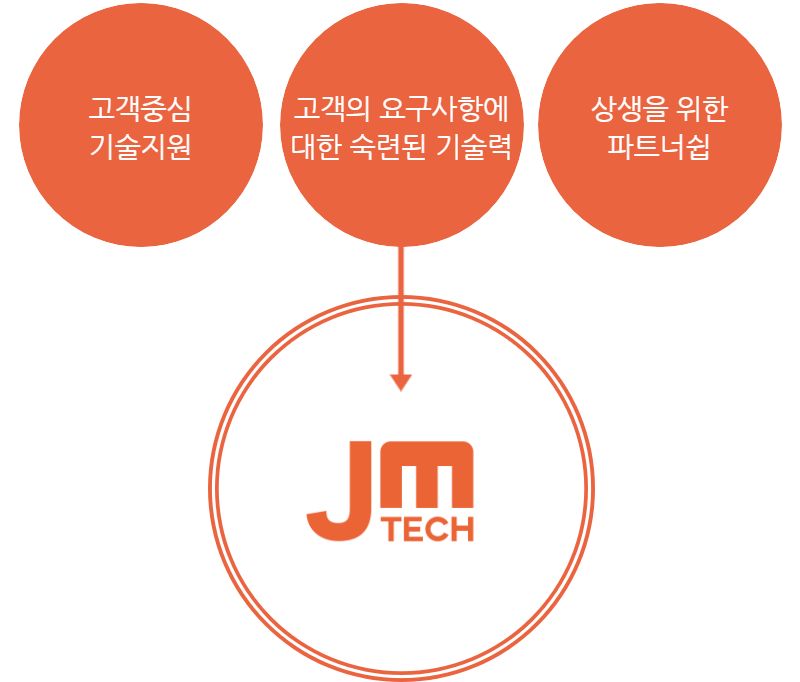 고객중심
기술지원
고객의 요구사항에
대한 숙련된 기술력
상생을 위한
파트너쉽
Jm
TECH